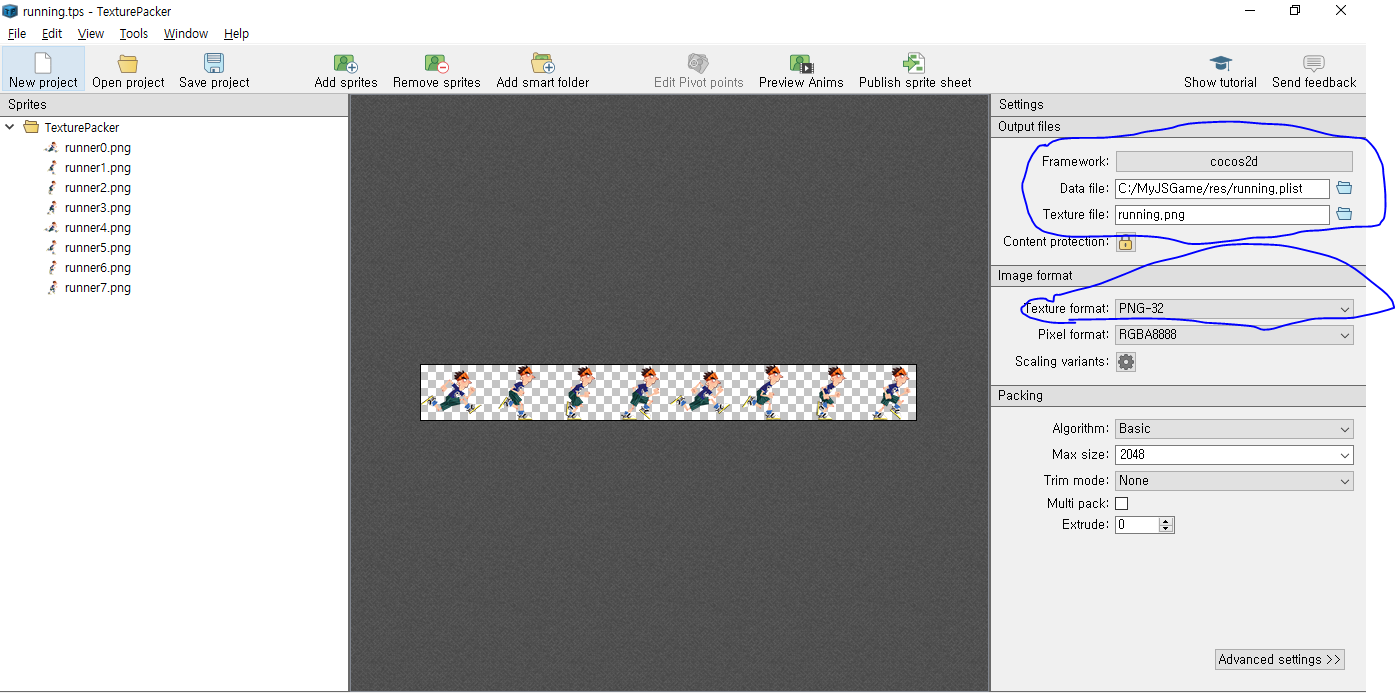 running.tps - TexturePacker
File Edit View Tools Window Help
New project Open project Save project Add sprites Remove sprites Add smart folder Edit Pivot points Preview Anims Publish sprite sheet Show tutorial Send feedback
Sprites
TexturePacker
runner0.png
runner1.png
runner2.png
runner3.png
runner4.png
runner5.png
runner6.png
runner7.png
Settings
Output files
Framework: cocos2d
Data file: C:/MyJSGame/res/running.plist
Texture file: running.png
Content protection:
Image format
Texture format: PNG-32
Pixel format: RGBA8888
Scaling variants:
Packing
Algorithm: Basic
Max size: 2048
Trim mode: None
Multi pack:
Extrude: 0
Advanced settings >>